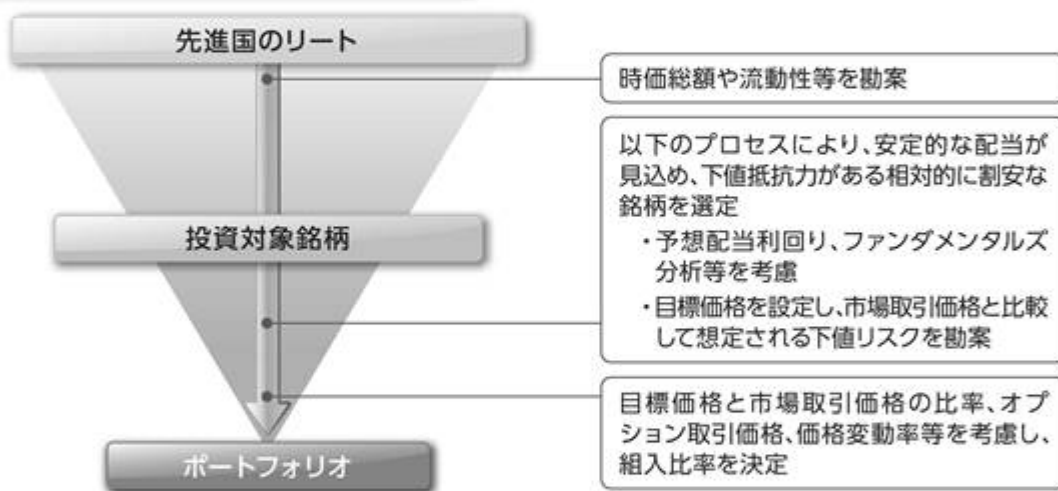 先進国のリート
時価総額や流動性等を勘案
以下のプロセスにより、安定的な配当が
見込め、下値抵抗力がある相対的に割安な
銘柄を選定
・予想配当利回り、ファンダメンタルズ
分析等を考慮
・目標価格を設定し、市場取引価格と比較
して想定される下値リスクを勘案
投資対象銘柄
目標価格と市場取引価格の比率、オプ
ション取引価格、価格変動率等を考慮し、
組入比率を決定
ポートフォリオ